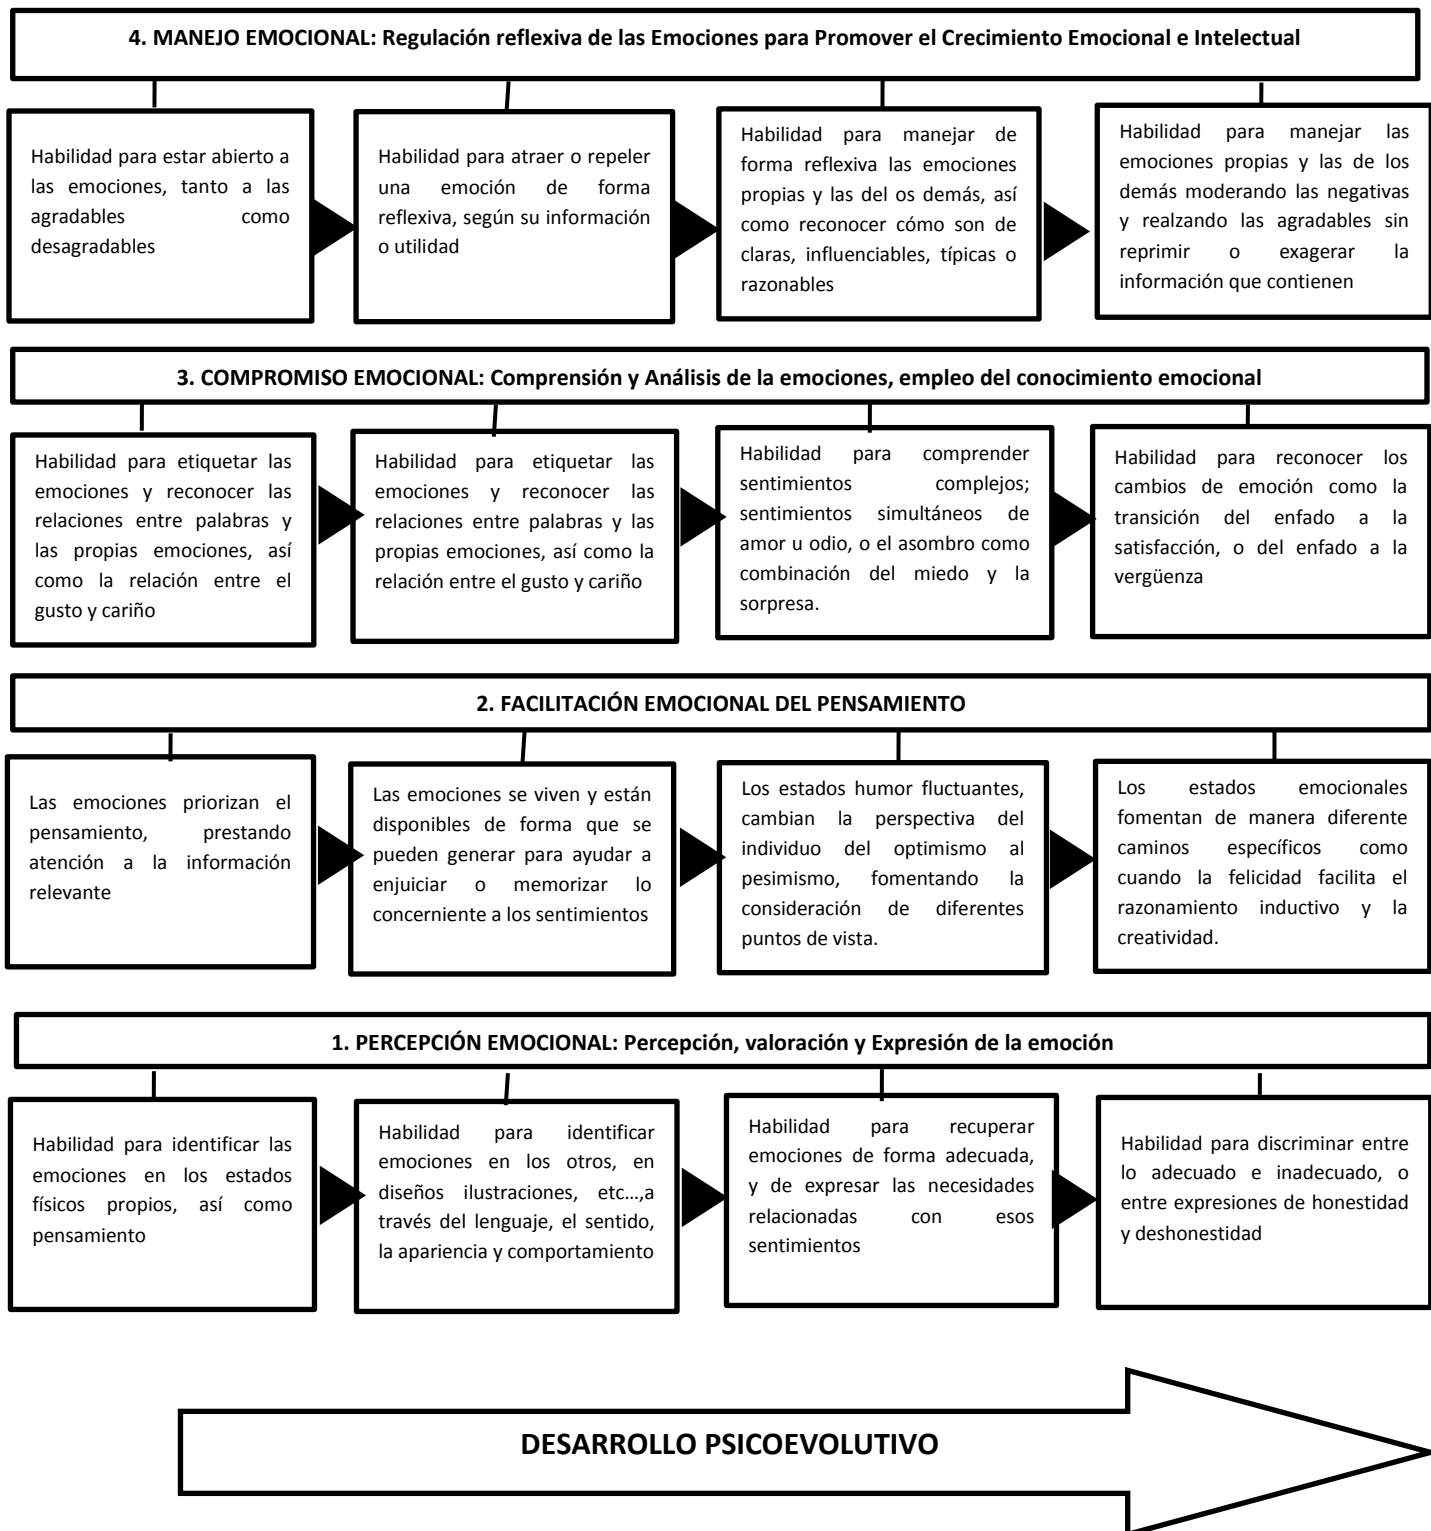 4. MANEJO EMOCIONAL: Regulación reflexiva de las Emociones para Promover el Crecimiento Emocional e Intelectual
Habilidad para estar abierto a
las emociones, tanto a las
agradables como
desagradables
Habilidad para atraer o repeler
una emoción de forma
reflexiva, según su información
o utilidad
Habilidad para manejar de
forma reflexiva las emociones
propias y las del os demás, así
como reconocer cómo son de
claras, influenciables, típicas o
razonables
Habilidad para manejar las
emociones propias y las de los
demás moderando las negativas
y realzando las agradables sin
reprimir o exagerar la
información que contienen
3. COMPROMISO EMOCIONAL: Comprensión y Análisis de la emociones, empleo del conocimiento emocional
Habilidad para etiquetar las
emociones y reconocer las
relaciones entre palabras y
las propias emociones, así
como la relación entre el
gusto y cariño
Habilidad para etiquetar las
emociones y reconocer las
relaciones entre palabras y las
propias emociones, así como la
relación entre el gusto y cariño
Habilidad para comprender
sentimientos complejos;
sentimientos simultáneos de
amor u odio, o el asombro como
combinación del miedo y la
sorpresa.
Habilidad para reconocer los
cambios de emoción como la
transición del enfado a la
satisfacción, o del enfado a la
vergüenza
2. FACILITACIÓN EMOCIONAL DEL PENSAMIENTO
Las emociones priorizan el
pensamiento, prestando
atención a la información
relevante
Las emociones se viven y están
disponibles de forma que se
pueden generar para ayudar a
enjuiciar o memorizar lo
concerniente a los sentimientos
Los estados humor fluctuantes,
cambian la perspectiva del
individuo del optimismo al
pesimismo, fomentando la
consideración de diferentes
puntos de vista.
Los estados emocionales
fomentan de manera diferente
caminos específicos como
cuando la felicidad facilita el
razonamiento inductivo y la
creatividad.
1. PERCEPCIÓN EMOCIONAL: Percepción, valoración y Expresión de la emoción
Habilidad para identificar las
emociones en los estados
físicos propios, así como
pensamiento
Habilidad para identificar
emociones en los otros, en
diseños ilustraciones, etc...,a
través del lenguaje, el sentido,
la apariencia y comportamiento
Habilidad para recuperar
emociones de forma adecuada,
y de expresar las necesidades
relacionadas con esos
sentimientos
Habilidad para discriminar entre
lo adecuado e inadecuado, o
entre expresiones de honestidad
y deshonestidad
DESARROLLO PSICOEVOLUTIVO